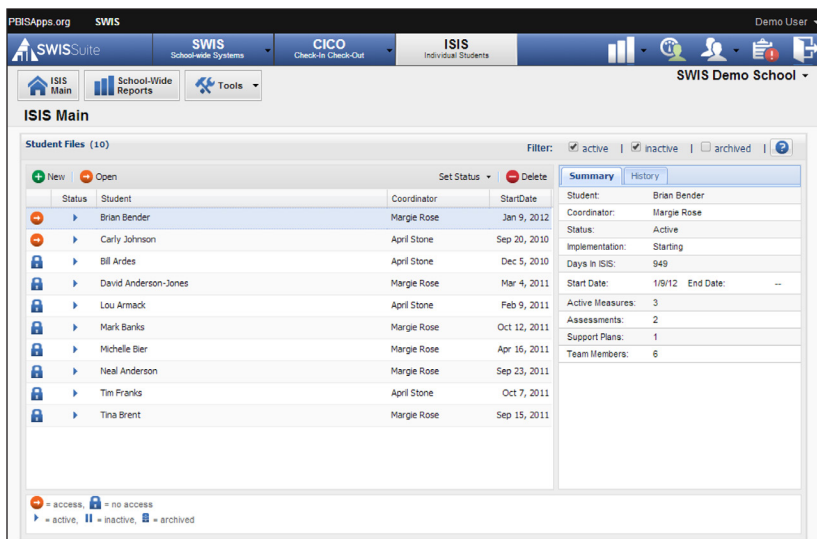 PBISApps.org SWIS Demo User
SWISSuite SWIS CICO ISIS
School-wide Systems Check-In Check-Out Individual Students
ISIS Main School-Wide Reports Tools SWIS Demo School
ISIS Main
Student Files (10) Filter: active | inactive | archived | ?
New Open Set Status Delete Summary History
Status Student Coordinator StartDate
Brian Bender Margie Rose Jan 9, 2012
Carly Johnson April Stone Sep 20, 2010
Bill Ardes April Stone Dec 5, 2010
David Anderson-Jones Margie Rose Mar 4, 2011
Lou Armack April Stone Feb 9, 2011
Mark Banks Margie Rose Oct 12, 2011
Michelle Bier Margie Rose Apr 16, 2011
Neal Anderson Margie Rose Sep 23, 2011
Tim Franks April Stone Oct 7, 2011
Tina Brent Margie Rose Sep 15, 2011
Student: Brian Bender
Coordinator: Margie Rose
Status: Active
Implementation: Starting
Days In ISIS: 949
Start Date: 1/9/12 End Date: --
Active Measures: 3
Assessments: 2
Support Plans: 1
Team Members: 6
= access, = no access
= active, = inactive, = archived